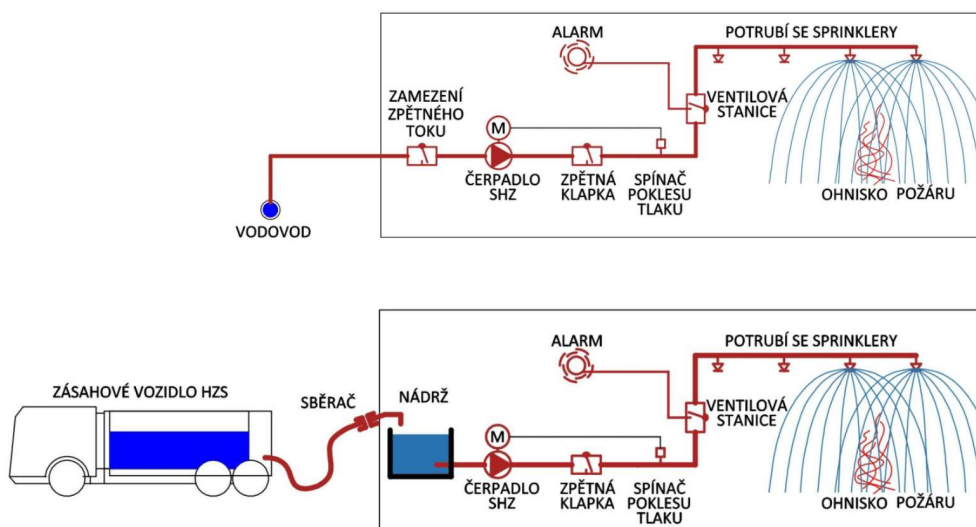 ALARM
POTRUBÍ SE SPRINKLERY
ZAMEZENÍ
ZPĚTNÉHO
TOKU
VENTILOVÁ
STANICE
M
ČERPADLO
SHZ
ZPĚTNÁ
KLAPKA
SPÍNAČ
POKLESU
TLAKU
OHNISKO POŽÁRU
VODOVOD
ALARM
POTRUBÍ SE SPRINKLERY
ZÁSAHOVÉ VOZIDLO HZS
SBĚRAČ
NÁDRŽ
VENTILOVÁ
STANICE
M
ČERPADLO
SHZ
ZPĚTNÁ
KLAPKA
SPÍNAČ
POKLESU
TLAKU
OHNISKO POŽÁRU